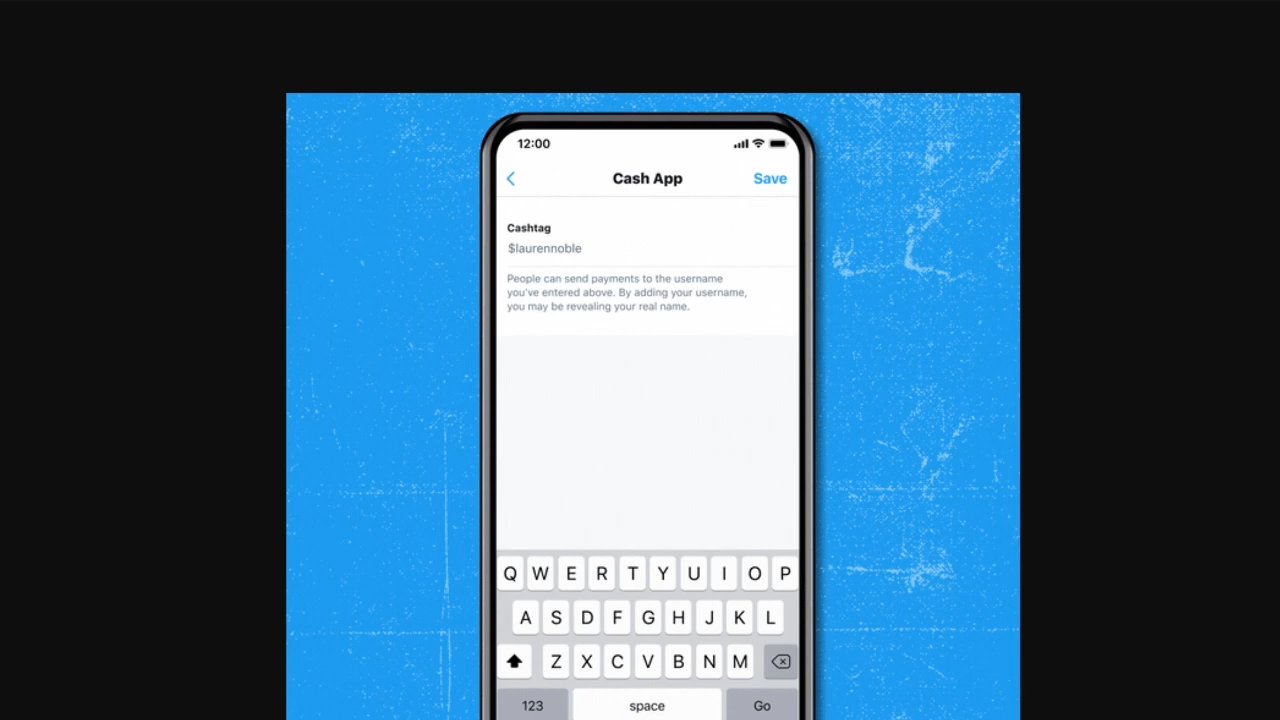 12:00
Cash App Save
Cashtag
$laurennoble
People can send payments to the username
you've entered above. By adding your username,
you may be revealing your real name.
Q W E R T Y U I O P
A S D F G H J K L
Z X C V B N M
123 space Go